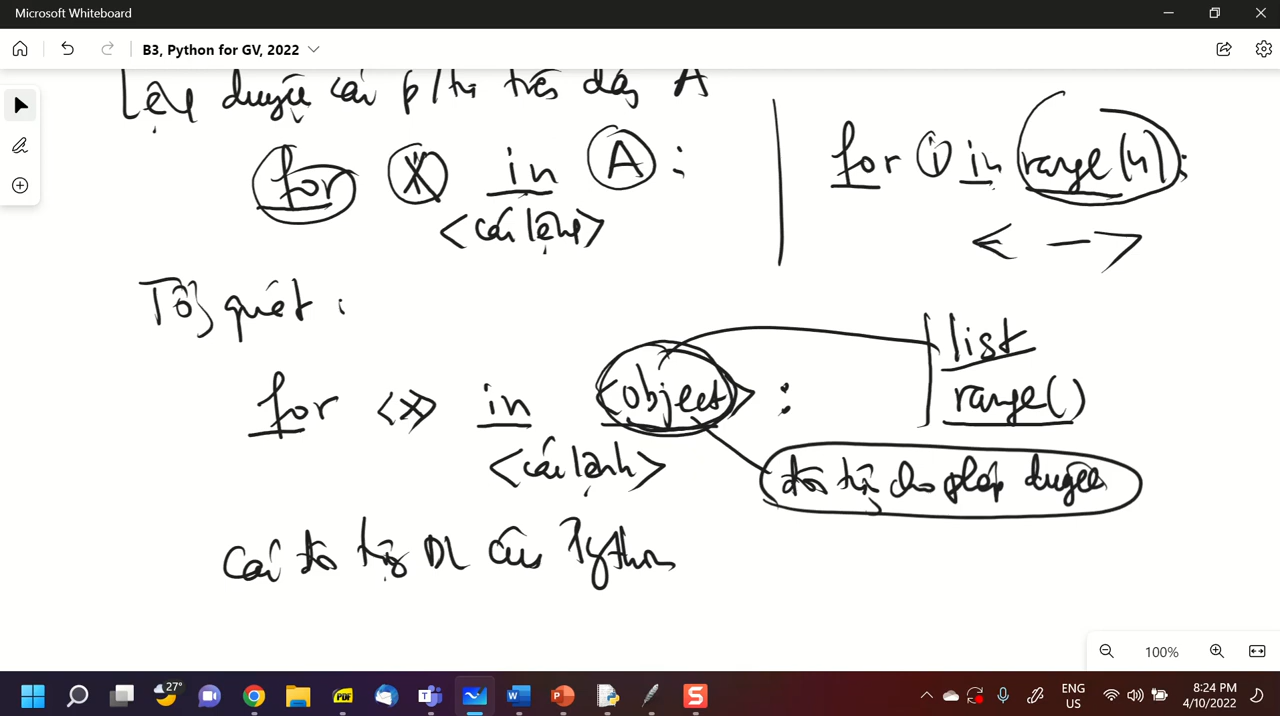 Microsoft Whiteboard
B3, Python for GV, 2022
Lệnh duyệt các p/tử trên dãy A
for x in A :
<các lệnh>
for i in range(n):
< — >
Tổng quát :
for <x> in <object> :
<các lệnh>
list
range()
đối tượng cho phép duyệt
Các đối tượng DL của Python
100%
27°
PDF
ENG
US
8:24 PM
4/10/2022